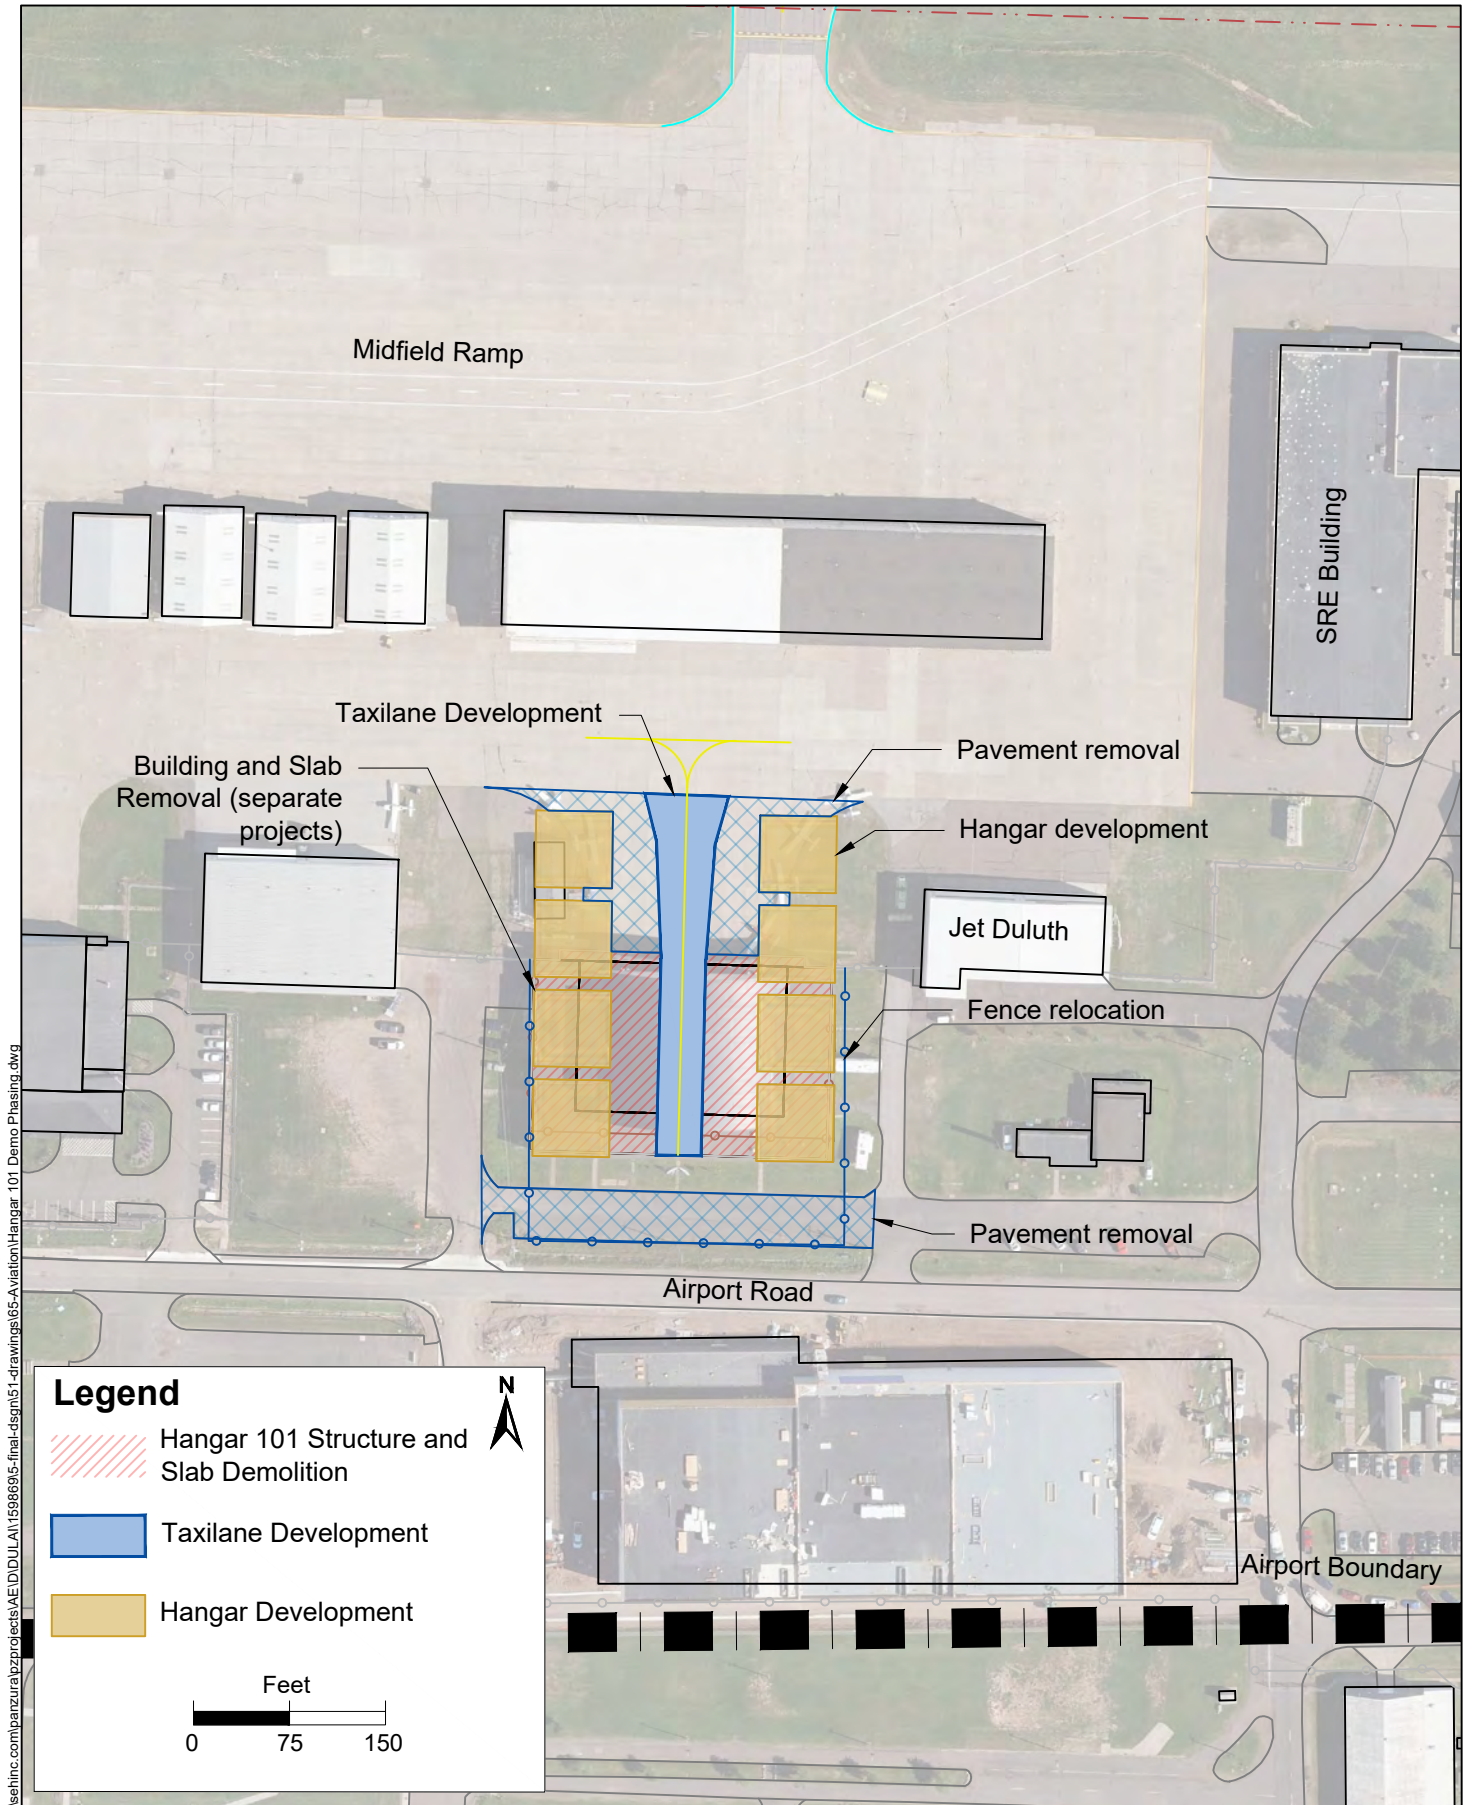 Midfield Ramp
SRE Building
Taxilane Development
Building and Slab
Removal (separate
projects)
Pavement removal
Hangar development
Jet Duluth
Fence relocation
Pavement removal
Airport Road
Legend
N
Hangar 101 Structure and
Slab Demolition
Taxilane Development
Hangar Development
Feet
0 75 150
Airport Boundary
\sehinc.com\panzura\pzprojects\AE\D\DULAI\159869\5-final-dsgn\51-drawings\65-Aviation\Hangar 101 Demo Phasing.dwg